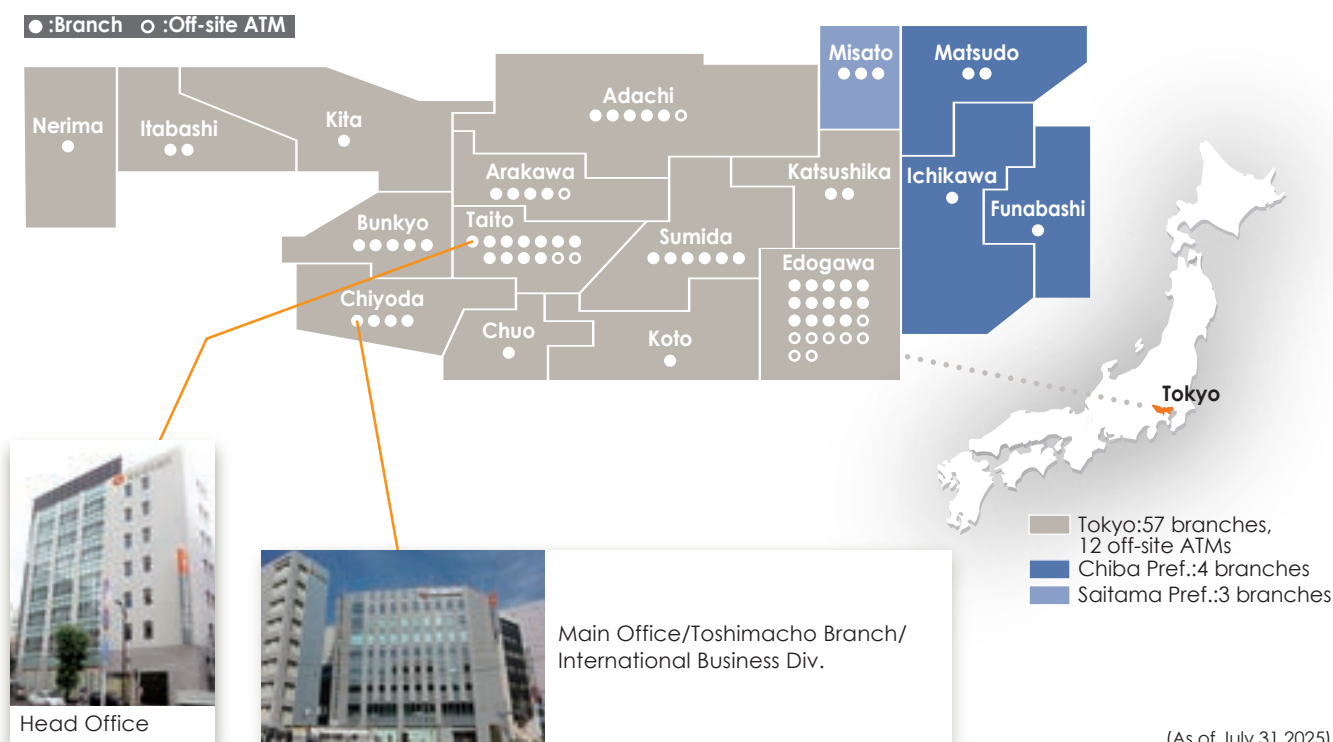 :Branch :Off-site ATM
Misato
Matsudo
Adachi
Nerima
Itabashi
Kita
Arakawa
Katsushika
Ichikawa
Bunkyo
Taito
Sumida
Funabashi
Edogawa
Chiyoda
Chuo
Koto
Tokyo
Tokyo:57 branches,
12 off-site ATMs
Chiba Pref.:4 branches
Saitama Pref.:3 branches
Main Office/Toshimacho Branch/
International Business Div.
Head Office
(As of July 31 2025)